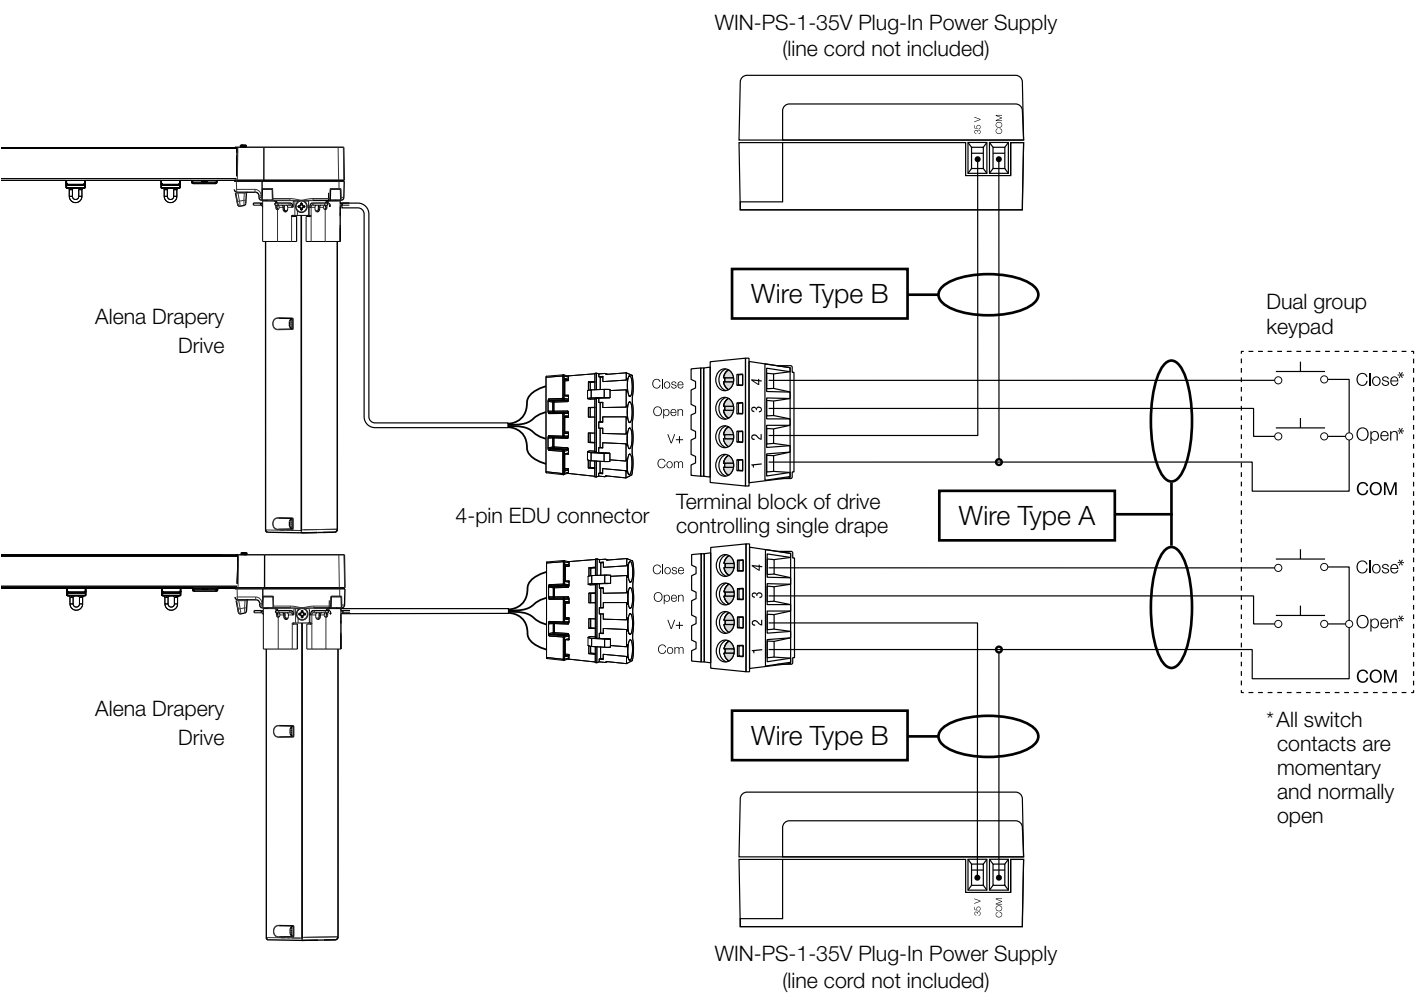 WIN-PS-1-35V Plug-In Power Supply
(line cord not included)
35 V
COM
Wire Type B
Alena Drapery
Drive
Dual group
keypad
Close
Open
V+
Com
4
3
2
1
Close*
Open*
COM
4-pin EDU connector
Terminal block of drive
controlling single drape
Wire Type A
Close
Open
V+
Com
4
3
2
1
Close*
Open*
COM
Alena Drapery
Drive
Wire Type B
*All switch
contacts are
momentary
and normally
open
35 V
COM
WIN-PS-1-35V Plug-In Power Supply
(line cord not included)